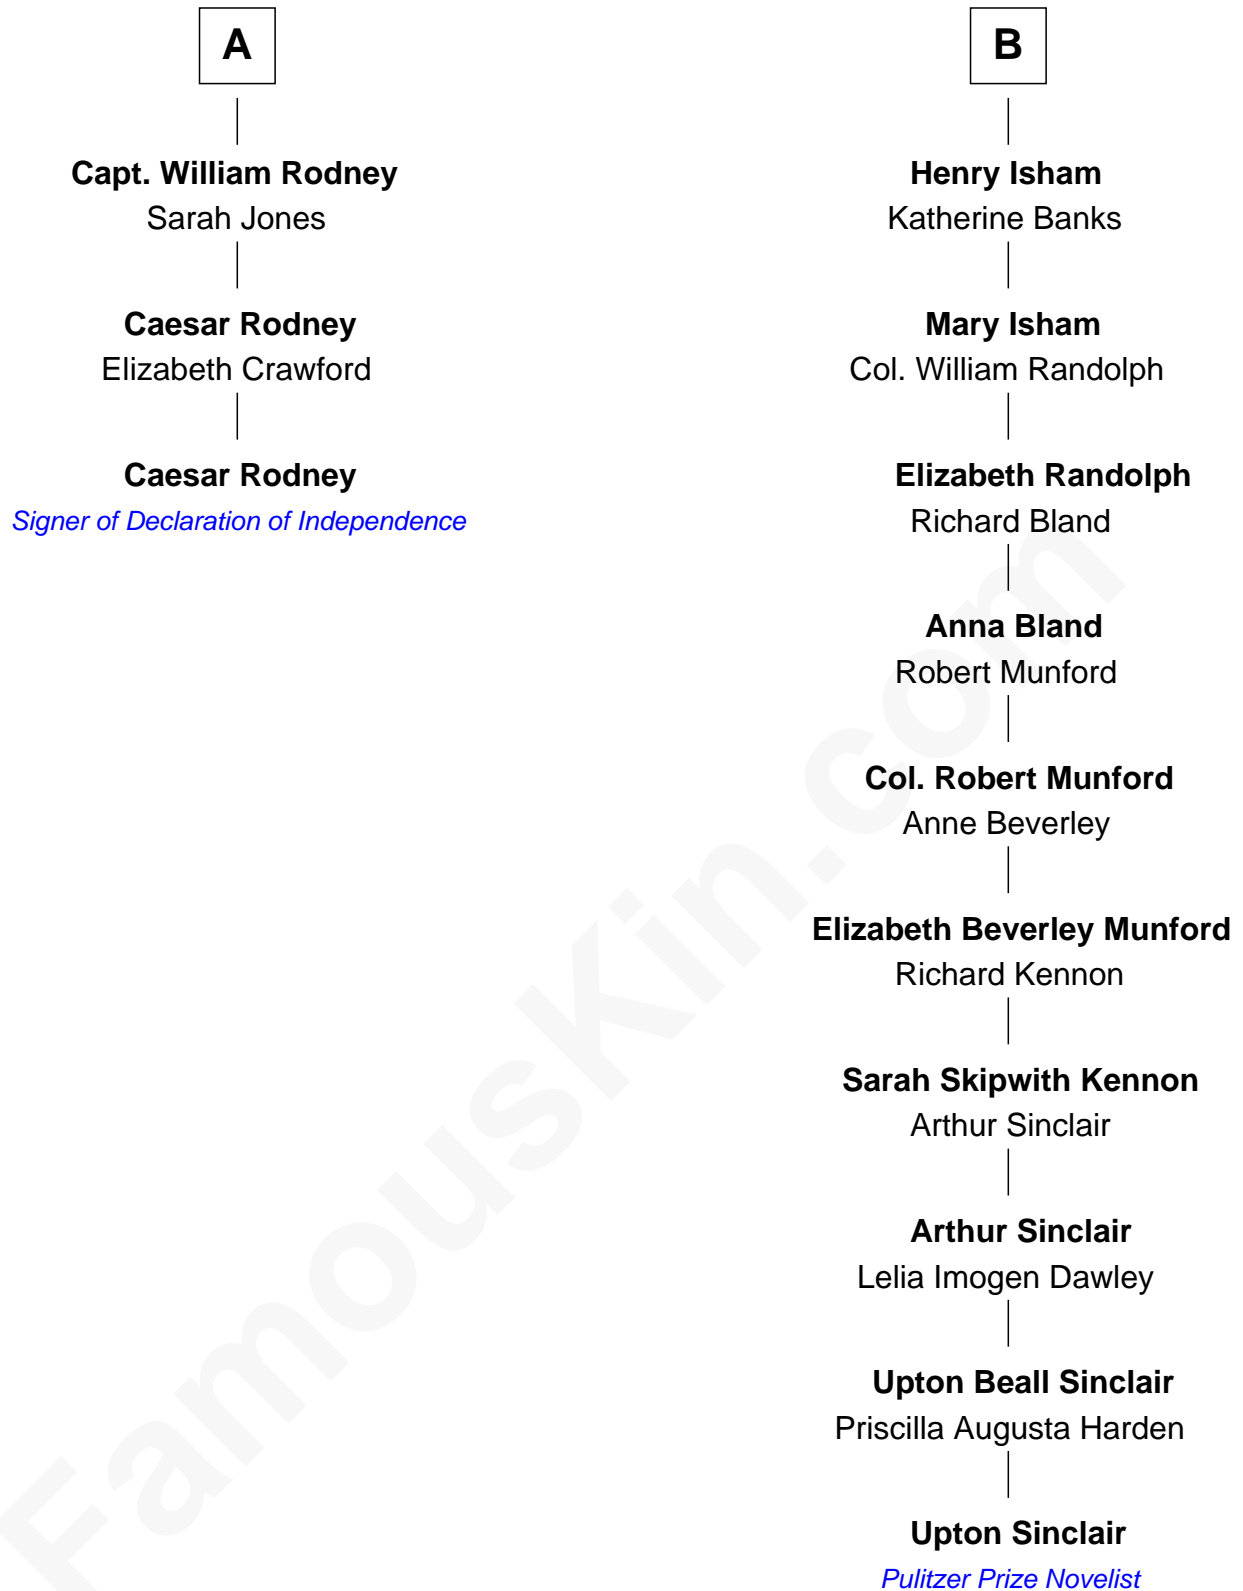 A
Capt. William Rodney
Sarah Jones
Caesar Rodney
Elizabeth Crawford
Caesar Rodney
Signer of Declaration of Independence
B
Henry Isham
Katherine Banks
Mary Isham
Col. William Randolph
Elizabeth Randolph
Richard Bland
Anna Bland
Robert Munford
Col. Robert Munford
Anne Beverley
Elizabeth Beverley Munford
Richard Kennon
Sarah Skipwith Kennon
Arthur Sinclair
Arthur Sinclair
Lelia Imogen Dawley
Upton Beall Sinclair
Priscilla Augusta Harden
Upton Sinclair
Pulitzer Prize Novelist
FamousKin.com